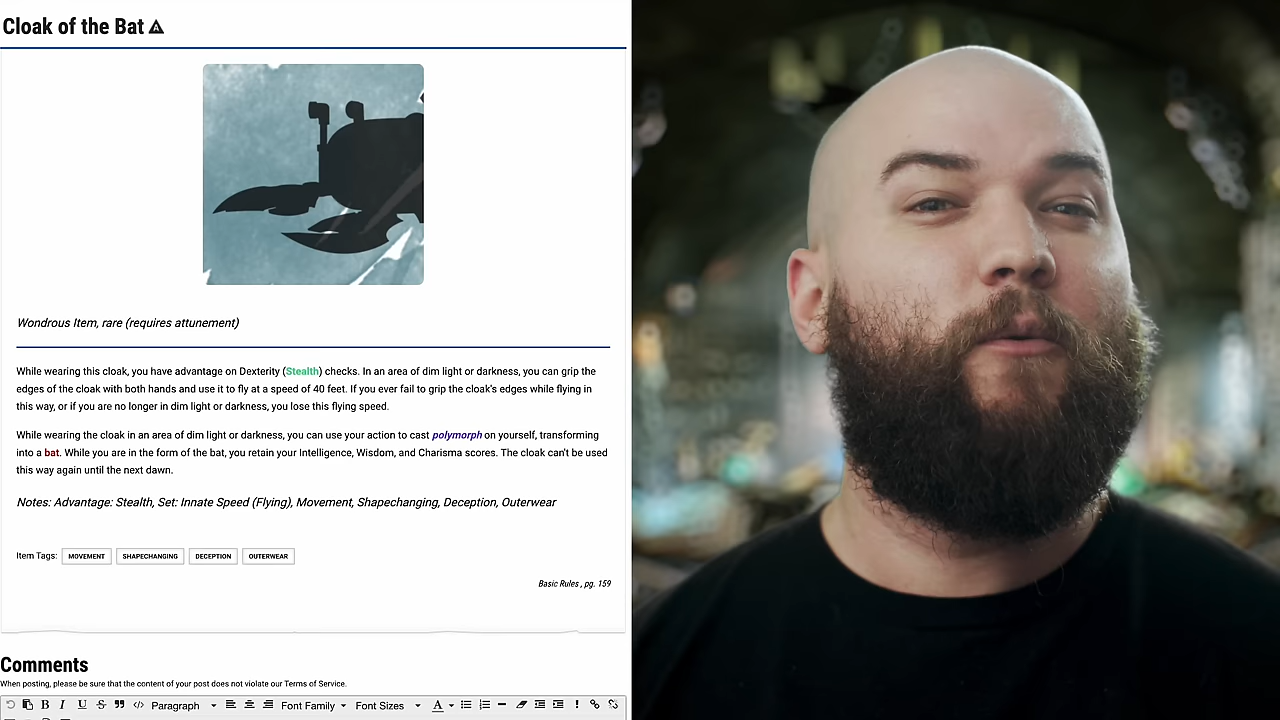 Cloak of the Bat
Wondrous Item, rare (requires attunement)
While wearing this cloak, you have advantage on Dexterity (Stealth) checks. In an area of dim light or darkness, you can grip the
edges of the cloak with both hands and use it to fly at a speed of 40 feet. If you ever fail to grip the cloak's edges while flying in
this way, or if you are no longer in dim light or darkness, you lose this flying speed.
While wearing the cloak in an area of dim light or darkness, you can use your action to cast polymorph on yourself, transforming
into a bat. While you are in the form of the bat, you retain your Intelligence, Wisdom, and Charisma scores. The cloak can't be used
this way again until the next dawn.
Notes: Advantage: Stealth, Set: Innate Speed (Flying), Movement, Shapechanging, Deception, Outerwear
Item Tags: MOVEMENT SHAPECHANGING DECEPTION OUTERWEAR
Basic Rules , pg. 159
Comments
When posting, please be sure that the content of your post does not violate our Terms of Service.
B I U S Paragraph Font Family Font Sizes A